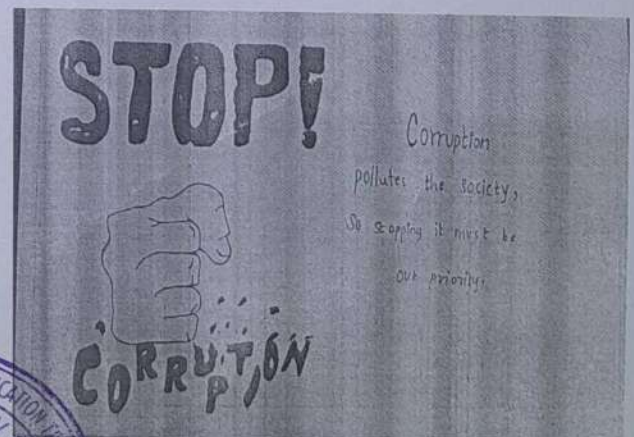 STOP!
CORRUPTION
Corruption
pollutes the society,
So stopping it must be
our priority.